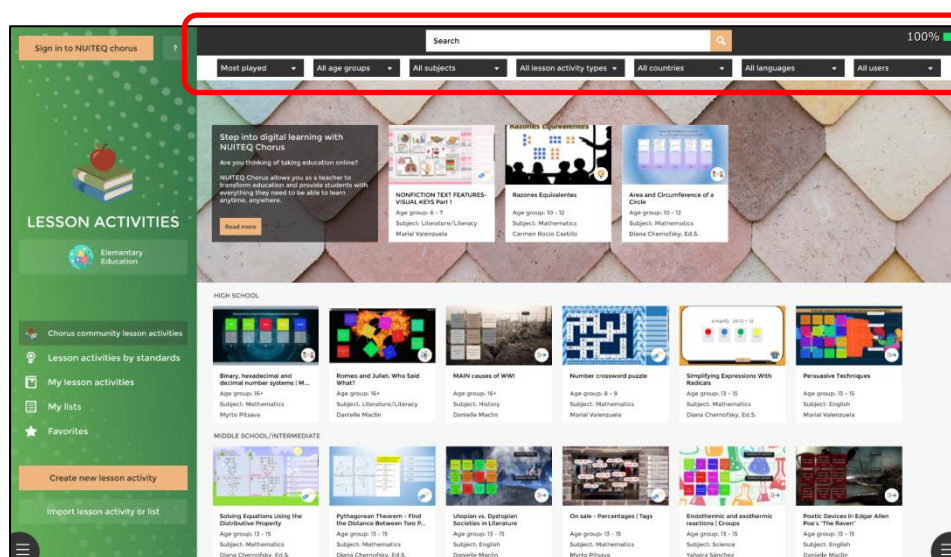 Sign in to NUITEQ chorus
?
Search
100%
Most played
All age groups
All subjects
All lesson activity types
All countries
All languages
All users
LESSON ACTIVITIES
Elementary
Education
Chorus community lesson activities
Lesson activities by standards
My lesson activities
My lists
Favorites
Create new lesson activity
Import lesson activity or list
Step into digital learning with
NUITEQ Chorus
Are you thinking of taking education online?
NUITEQ Chorus allows you as a teacher to
transform education and provide students with
everything they need to be able to learn
anytime, anywhere.
Read more
NONFICTION TEXT FEATURES-
VISUAL KEYS Part 1
Age group: 6 - 7
Subject: Literature/Literacy
Marial Valenzuela
Razones Equivalentes
Razones Equivalentes
Age group: 10 - 12
Subject: Mathematics
Carmen Rocio Castillo
Area and Circumference of a
Circle
Age group: 10 - 12
Subject: Mathematics
Diana Chernofsky, Ed.S.
HIGH SCHOOL
Binary, hexadecimal and
decimal number systems | M...
Age group: 16+
Subject: Mathematics
Myrto Pitsava
Romeo and Juliet: Who Said
What?
Age group: 16+
Subject: Literature/Literacy
Danielle Maclin
MAIN causes of WWI
Age group: 16+
Subject: History
Danielle Maclin
Number crossword puzzle
Age group: 8 - 9
Subject: Mathematics
Marial Valenzuela
Simplifying Expressions With
Radicals
Age group: 13 - 15
Subject: Mathematics
Diana Chernofsky, Ed.S.
Persuasive Techniques
Age group: 13 - 15
Subject: English
Marial Valenzuela
MIDDLE SCHOOL/INTERMEDIATE
Solving Equations Using the
Distributive Property
Age group: 13 - 15
Subject: Mathematics
Diana Chernofsky, Ed.S.
Pythagorean Theorem - Find
the Distance Between Two P...
Age group: 13 - 15
Subject: Mathematics
Diana Chernofsky, Ed.S.
Utopian vs. Dystopian
Societies in Literature
Age group: 13 - 15
Subject: English
Danielle Maclin
On sale - Percentages | Tags
Age group: 13 - 15
Subject: Mathematics
Myrto Pitsava
Endothermic and exothermic
reactions | Groups
Age group: 13 - 15
Subject: Science
Yahaira Sánchez
Poetic Devices in Edgar Allen
Poe's "The Raven"
Age group: 13 - 15
Subject: English
Danielle Maclin